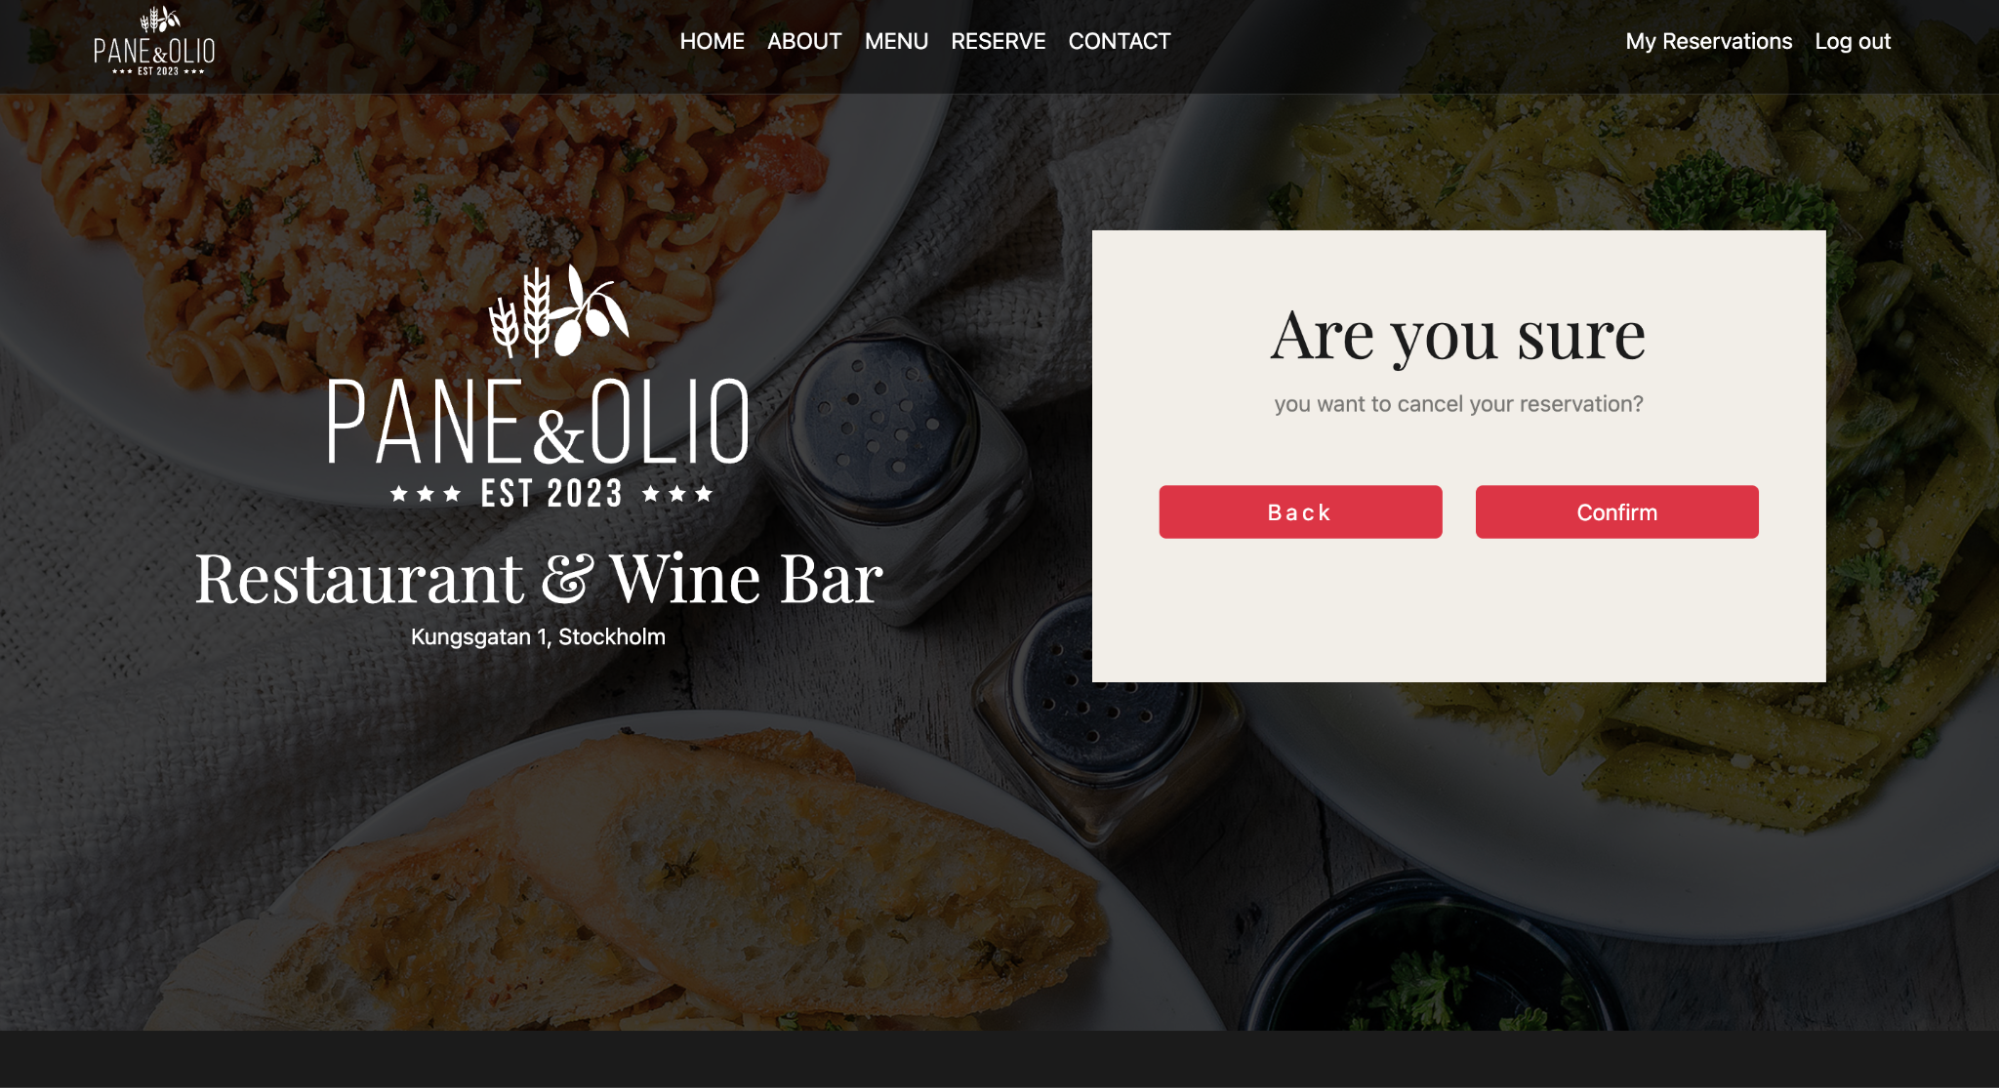 PANE&OLIO
★★★ EST 2023 ★★★
HOME ABOUT MENU RESERVE CONTACT
My Reservations Log out
PANE&OLIO
★★★ EST 2023 ★★★
Restaurant & Wine Bar
Kungsgatan 1, Stockholm
Are you sure
you want to cancel your reservation?
Back Confirm